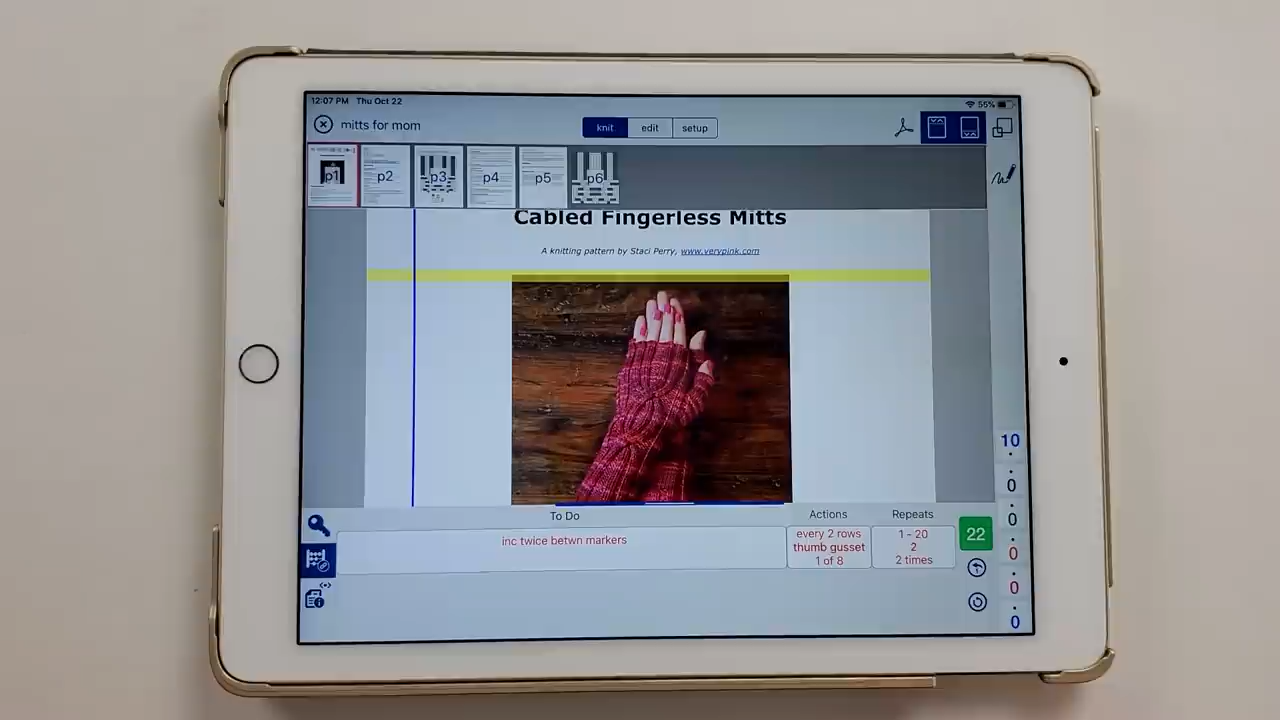 12:07 PM Thu Oct 22
55%
mitts for mom
knit edit setup
p1 p2 p3 p4 p5 p6
Cabled Fingerless Mitts
A knitting pattern by Staci Perry, www.verypink.com
10
0
0
0
0
0
To Do Actions Repeats
inc twice betwn markers
every 2 rows
thumb gusset
1 of 8
1 - 20
2
2 times
22